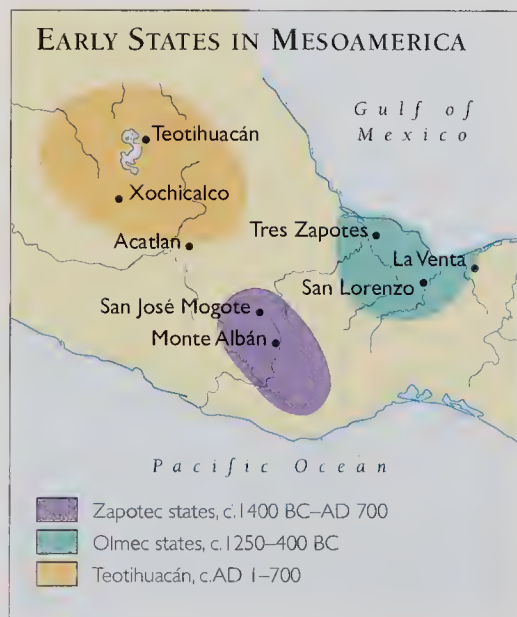 EARLY STATES IN MESOAMERICA
Gulf of
Mexico
Teotihuacán
Xochicalco
Acatlan
Tres Zapotes
La Venta
San Lorenzo
San José Mogote
Monte Albán
Pacific Ocean
Zapotec states, c.1400 BC–AD 700
Olmec states, c.1250–400 BC
Teotihuacán, c.AD 1–700